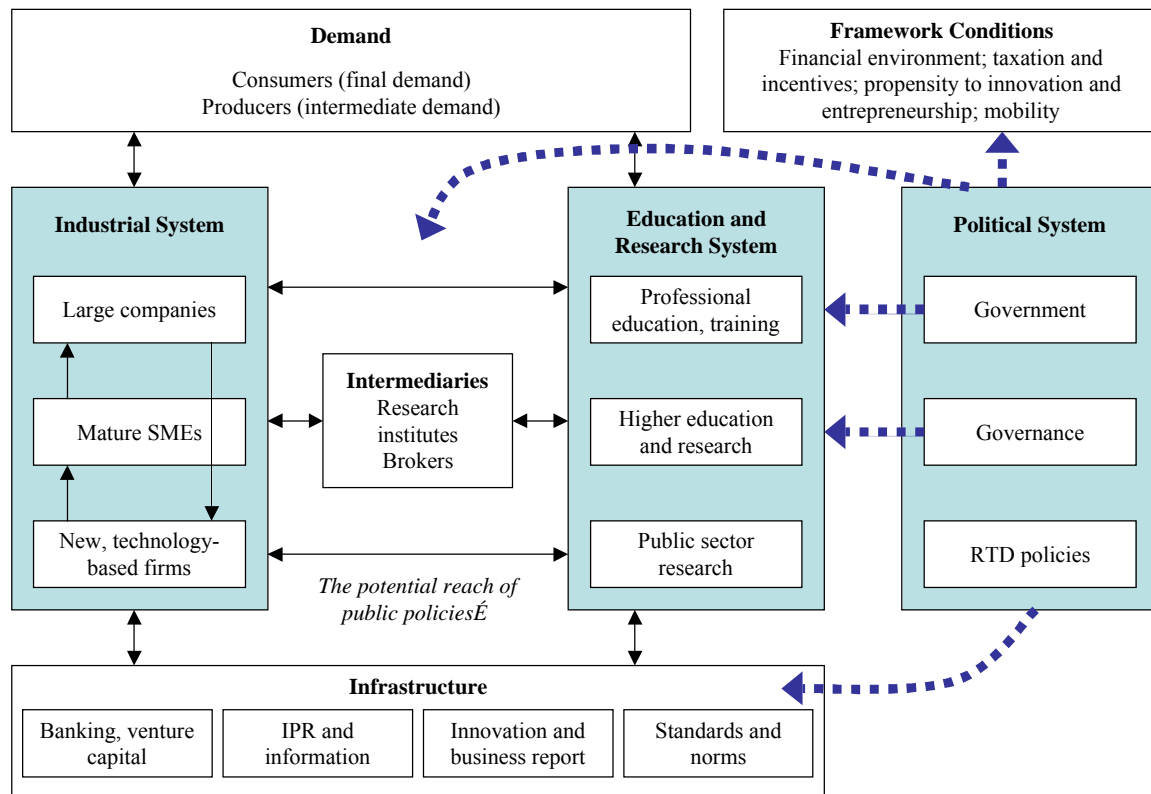 Demand
Consumers (final demand)
Producers (intermediate demand)
Framework Conditions
Financial environment; taxation and
incentives; propensity to innovation and
entrepreneurship; mobility
Industrial System
Large companies
Mature SMEs
New, technology-
based firms
Intermediaries
Research
institutes
Brokers
The potential reach of
public policiesÉ
Education and
Research System
Professional
education, training
Higher education
and research
Public sector
research
Political System
Government
Governance
RTD policies
Infrastructure
Banking, venture
capital
IPR and
information
Innovation and
business report
Standards and
norms